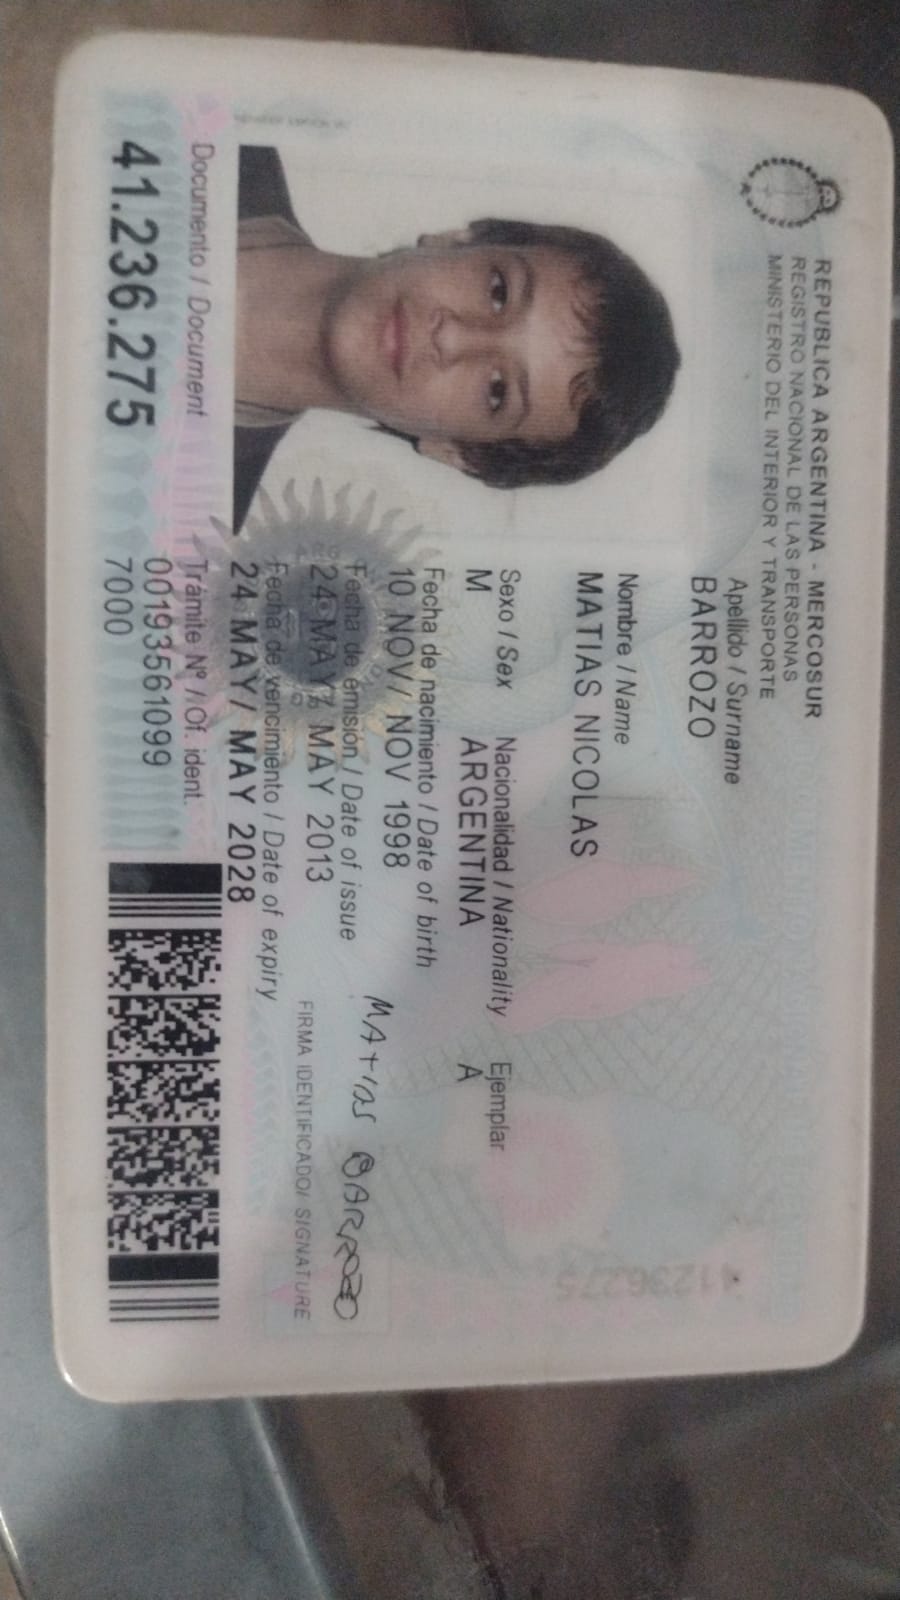 REPUBLICA ARGENTINA - MERCOSUR
REGISTRO NACIONAL DE LAS PERSONAS
MINISTERIO DEL INTERIOR Y TRANSPORTE
Apellido / Surname
BARROZO
Nombre / Name
MATIAS NICOLAS
Sexo / Sex Nacionalidad / Nationality Ejemplar
M ARGENTINA A
Fecha de nacimiento / Date of birth
10 NOV/ NOV 1998
Fecha de emisión / Date of issue
24 MAY/ MAY 2013
Fecha de vencimiento / Date of expiry
24 MAY/ MAY 2028
MATIAS BARROZO
FIRMA IDENTIFICADO/ SIGNATURE
Documento / Document
41.236.275
Trámite Nº / Of. ident.
00193561099
7000
41236275